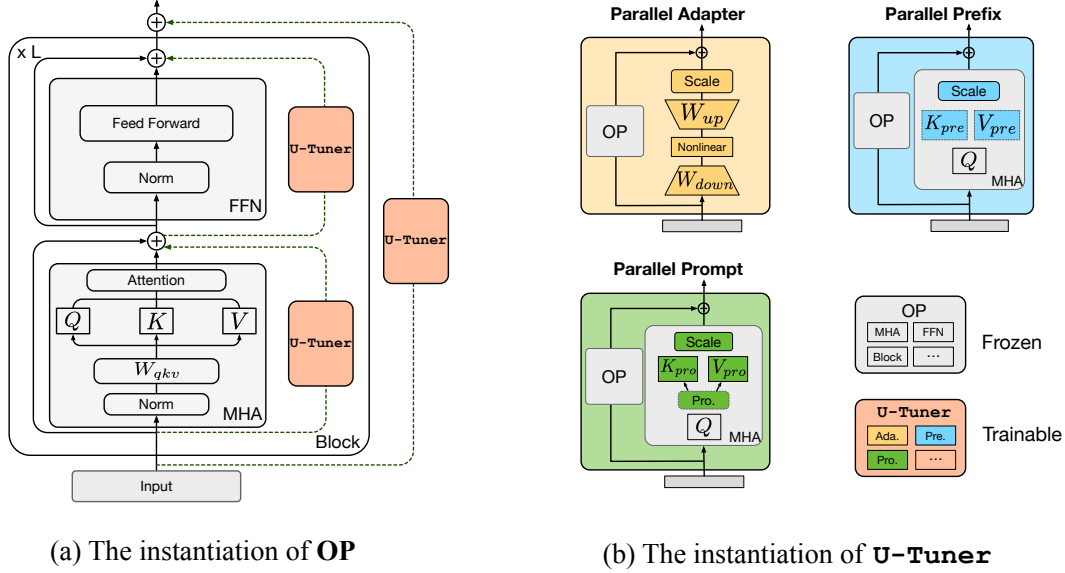 x L
Feed Forward
Norm
FFN
U-Tuner
U-Tuner
Attention
Q
K
V
W_qkv
Norm
MHA
U-Tuner
Block
Input
(a) The instantiation of OP
Parallel Adapter
OP
Scale
W_up
Nonlinear
W_down
Parallel Prefix
OP
Scale
K_pre
V_pre
Q
MHA
Parallel Prompt
OP
Scale
K_pro
V_pro
Pro.
Q
MHA
OP
MHA
FFN
Block
...
Frozen
U-Tuner
Ada.
Pre.
Pro.
...
Trainable
(b) The instantiation of U-Tuner